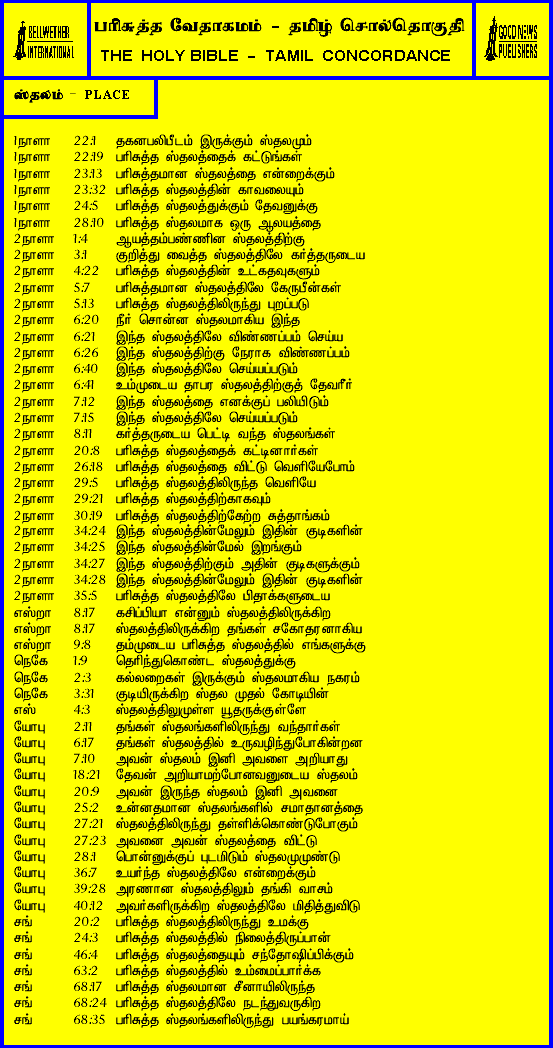 BELLWETHER
INTERNATIONAL
பரிசுத்த வேதாகமம் - தமிழ் சொல்தொகுதி
THE HOLY BIBLE - TAMIL CONCORDANCE
GOOD NEWS
PUBLISHERS
ஸ்தலம் - PLACE
1நாளா 22:1 தகனபலிபீடம் இருக்கும் ஸ்தலமும்
1நாளா 22:19 பரிசுத்த ஸ்தலத்தைக் கட்டுங்கள்
1நாளா 23:13 பரிசுத்தமான ஸ்தலத்தை என்றைக்கும்
1நாளா 23:32 பரிசுத்த ஸ்தலத்தின் காவலையும்
1நாளா 24:5 பரிசுத்த ஸ்தலத்துக்கும் தேவனுக்கு
1நாளா 28:10 பரிசுத்த ஸ்தலமாக ஒரு ஆலயத்தை
2நாளா 1:4 ஆயத்தம்பண்ணின ஸ்தலத்திற்கு
2நாளா 3:1 குறித்து வைத்த ஸ்தலத்திலே கர்த்தருடைய
2நாளா 4:22 பரிசுத்த ஸ்தலத்தின் உட்கதவுகளும்
2நாளா 5:7 பரிசுத்தமான ஸ்தலத்திலே கேருபீன்கள்
2நாளா 5:13 பரிசுத்த ஸ்தலத்திலிருந்து புறப்படு
2நாளா 6:20 நீர் சொன்ன ஸ்தலமாகிய இந்த
2நாளா 6:21 இந்த ஸ்தலத்திலே விண்ணப்பம் செய்ய
2நாளா 6:26 இந்த ஸ்தலத்திற்கு நேராக விண்ணப்பம்
2நாளா 6:40 இந்த ஸ்தலத்திலே செய்யப்படும்
2நாளா 6:41 உம்முடைய தாபர ஸ்தலத்திற்குத் தேவரீர்
2நாளா 7:12 இந்த ஸ்தலத்தை எனக்குப் பலியிடும்
2நாளா 7:15 இந்த ஸ்தலத்திலே செய்யப்படும்
2நாளா 8:11 கர்த்தருடைய பெட்டி வந்த ஸ்தலங்கள்
2நாளா 20:8 பரிசுத்த ஸ்தலத்தைக் கட்டினார்கள்
2நாளா 26:18 பரிசுத்த ஸ்தலத்தை விட்டு வெளியேபோம்
2நாளா 29:5 பரிசுத்த ஸ்தலத்திலிருந்த வெளியே
2நாளா 29:21 பரிசுத்த ஸ்தலத்திற்காகவும்
2நாளா 30:19 பரிசுத்த ஸ்தலத்திற்கேற்ற சுத்தாங்கம்
2நாளா 34:24 இந்த ஸ்தலத்தின்மேலும் இதின் குடிகளின்
2நாளா 34:25 இந்த ஸ்தலத்தின்மேல் இறங்கும்
2நாளா 34:27 இந்த ஸ்தலத்திற்கும் அதின் குடிகளுக்கும்
2நாளா 34:28 இந்த ஸ்தலத்தின்மேலும் இதின் குடிகளின்
2நாளா 35:5 பரிசுத்த ஸ்தலத்திலே பிதாக்களுடைய
எஸ்றா 8:17 கசிப்பியா என்னும் ஸ்தலத்திலிருக்கிற
எஸ்றா 8:17 ஸ்தலத்திலிருக்கிற தங்கள் சகோதரனாகிய
எஸ்றா 9:8 தம்முடைய பரிசுத்த ஸ்தலத்தில் எங்களுக்கு
நெகே 1:9 தெரிந்துகொண்ட ஸ்தலத்துக்கு
நெகே 2:3 கல்லறைகள் இருக்கும் ஸ்தலமாகிய நகரம்
நெகே 3:31 குடியிருக்கிற ஸ்தல முதல் கோடியின்
எஸ் 4:3 ஸ்தலத்திலுமுள்ள யூதருக்குள்ளே
யோபு 2:11 தங்கள் ஸ்தலங்களிலிருந்து வந்தார்கள்
யோபு 6:17 தங்கள் ஸ்தலத்தில் உருவழிந்துபோகின்றன
யோபு 7:10 அவன் ஸ்தலம் இனி அவனை அறியாது
யோபு 18:21 தேவன் அறியாமற்போனவனுடைய ஸ்தலம்
யோபு 20:9 அவன் இருந்த ஸ்தலம் இனி அவனை
யோபு 25:2 உன்னதமான ஸ்தலங்களில் சமாதானத்தை
யோபு 27:21 ஸ்தலத்திலிருந்து தள்ளிக்கொண்டுபோகும்
யோபு 27:23 அவனை அவன் ஸ்தலத்தை விட்டு
யோபு 28:1 பொன்னுக்குப் புடமிடும் ஸ்தலமுமுண்டு
யோபு 36:7 உயர்ந்த ஸ்தலத்திலே என்றைக்கும்
யோபு 39:28 அரணான ஸ்தலத்திலும் தங்கி வாசம்
யோபு 40:12 அவர்களிருக்கிற ஸ்தலத்திலே மிதித்துவிடு
சங் 20:2 பரிசுத்த ஸ்தலத்திலிருந்து உமக்கு
சங் 24:3 பரிசுத்த ஸ்தலத்தில் நிலைத்திருப்பான்
சங் 46:4 பரிசுத்த ஸ்தலத்தையும் சந்தோஷிப்பிக்கும்
சங் 63:2 பரிசுத்த ஸ்தலத்தில் உம்மைப்பார்க்க
சங் 68:17 பரிசுத்த ஸ்தலமான சீனாயிலிருந்த
சங் 68:24 பரிசுத்த ஸ்தலத்திலே நடந்துவருகிற
சங் 68:35 பரிசுத்த ஸ்தலங்களிலிருந்து பயங்கரமாய்